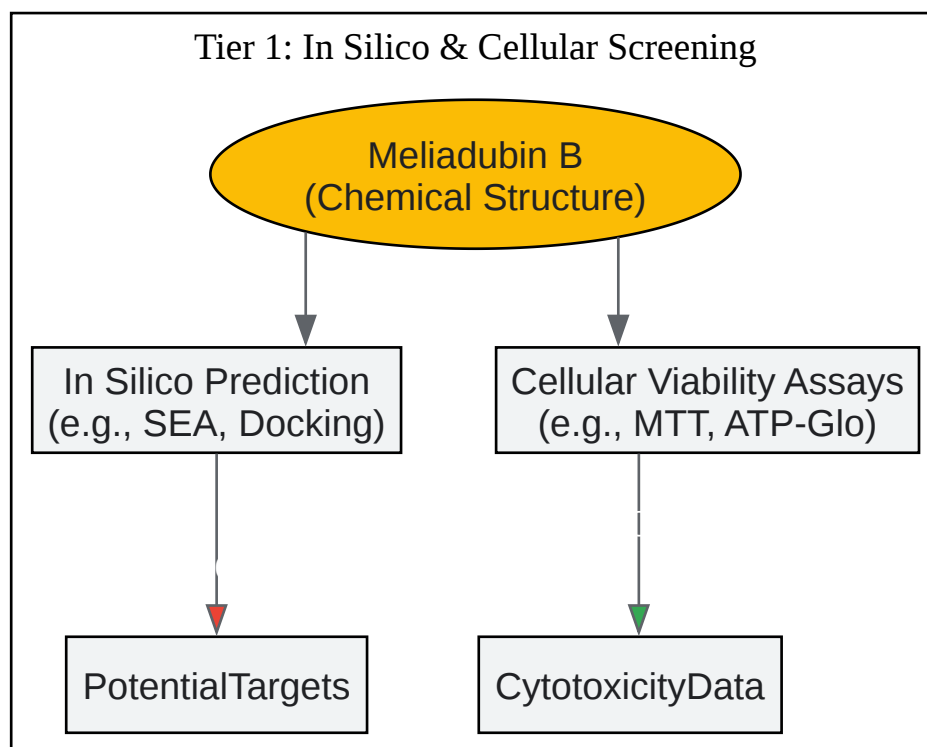 Tier 1: In Silico & Cellular Screening
Meliadubin B
(Chemical Structure)
In Silico Prediction
(e.g., SEA, Docking)
Cellular Viability Assays
(e.g., MTT, ATP-Glo)
PotentialTargets
CytotoxicityData